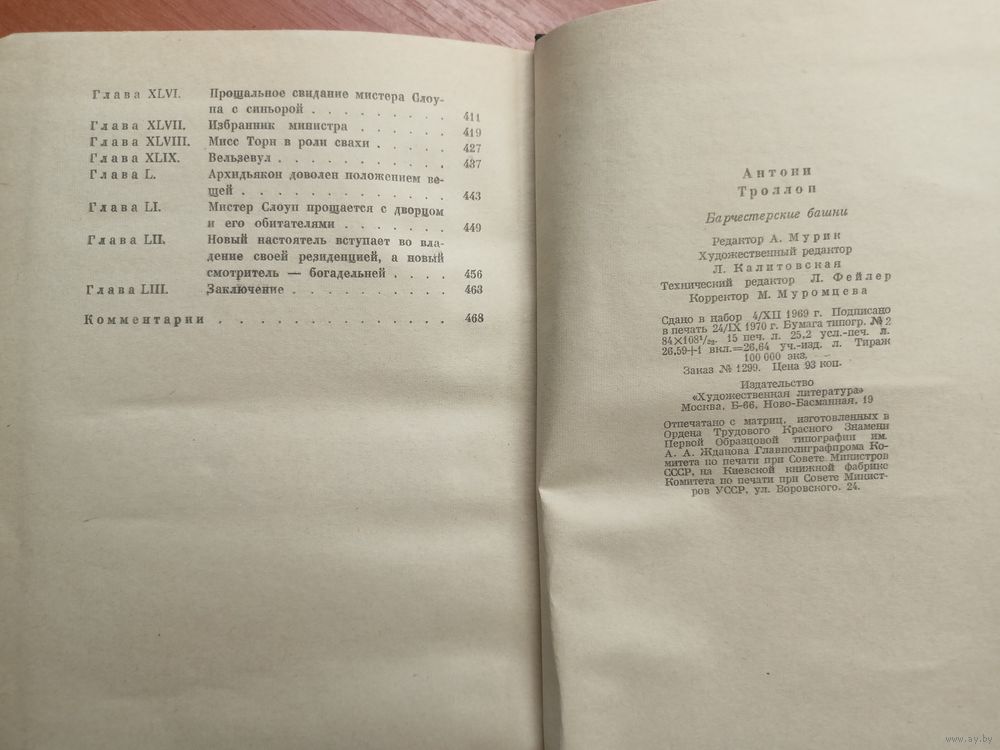 Глава XLVI. Прощальное свидание мистера Слоу-
па с синьорой . . . . . . . . . 411
Глава XLVII. Избранник министра . . . . . . 419
Глава XLVIII. Мисс Торн в роли свахи . . . . . 427
Глава XLIX. Вельзевул . . . . . . . . . . . 437
Глава L. Архидьякон доволен положением ве-
щей . . . . . . . . . . . . . 443
Глава LI. Мистер Слоуп прощается с дворцом
и его обитателями . . . . . . . 449
Глава LII. Новый настоятель вступает во вла-
дение своей резиденцией, а новый
смотритель — богадельней . . . . 456
Глава LIII. Заключение . . . . . . . . . . 463
Комментарии . . . . . . . . . . . . . . 468
Антони
Троллоп
Барчестерские башни
Редактор А. Мурик
Художественный редактор
Л. Калитовская
Технический редактор Л. Фейлер
Корректор М. Муромцева
Сдано в набор 4/XII 1969 г. Подписано
в печать 24/IX 1970 г. Бумага типогр. № 2
84×108¹/₃₂. 15 печ. л. 25,2 усл.-печ. л.
26,59+1 вкл.=26,64 уч.-изд. л. Тираж
100 000 экз.
Заказ № 1299. Цена 93 коп.
Издательство
«Художественная литература»
Москва, Б-66, Ново-Басманная, 19
Отпечатано с матриц, изготовленных в
Ордена Трудового Красного Знамени
Первой Образцовой типографии им.
А. А. Жданова Главполиграфпрома Ко-
митета по печати при Совете Министров
СССР, на Киевской книжной фабрике
Комитета по печати при Совете Минист-
ров УССР, ул. Воровского, 24.
www.ay.by